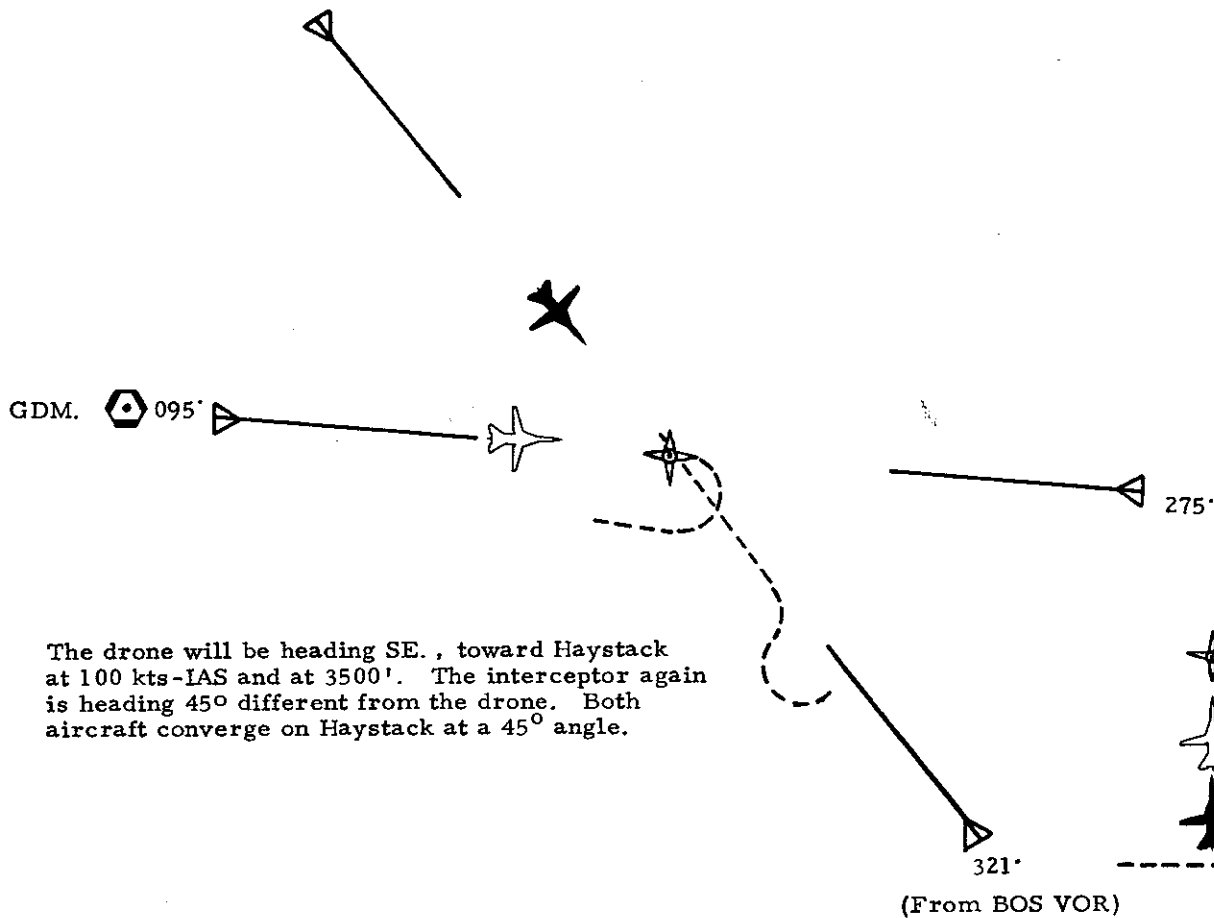 GDM. 095°
275°
The drone will be heading SE. , toward Haystack
at 100 kts-IAS and at 3500'. The interceptor again
is heading 45° different from the drone. Both
aircraft converge on Haystack at a 45° angle.
321°
(From BOS VOR)